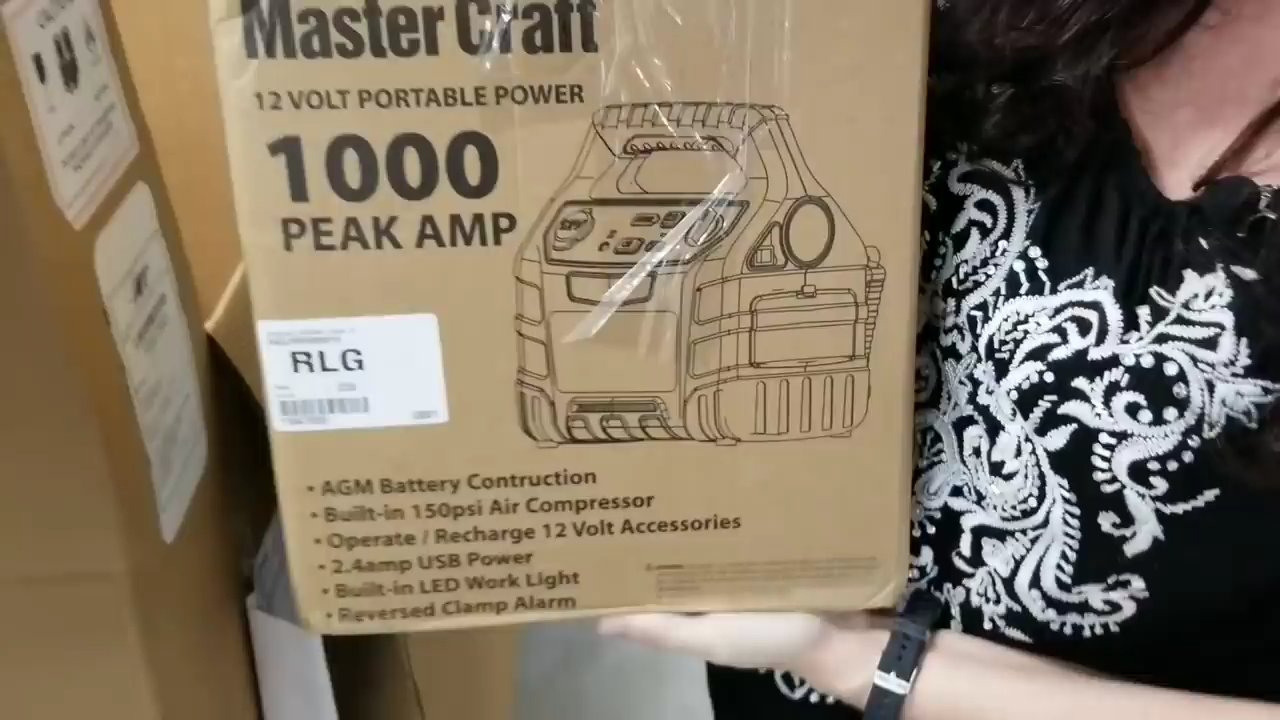 Master Craft
12 VOLT PORTABLE POWER
1000
PEAK AMP
RLG
• AGM Battery Contruction
• Built-in 150psi Air Compressor
• Operate / Recharge 12 Volt Accessories
• 2.4amp USB Power
• Built-in LED Work Light
• Reversed Clamp Alarm